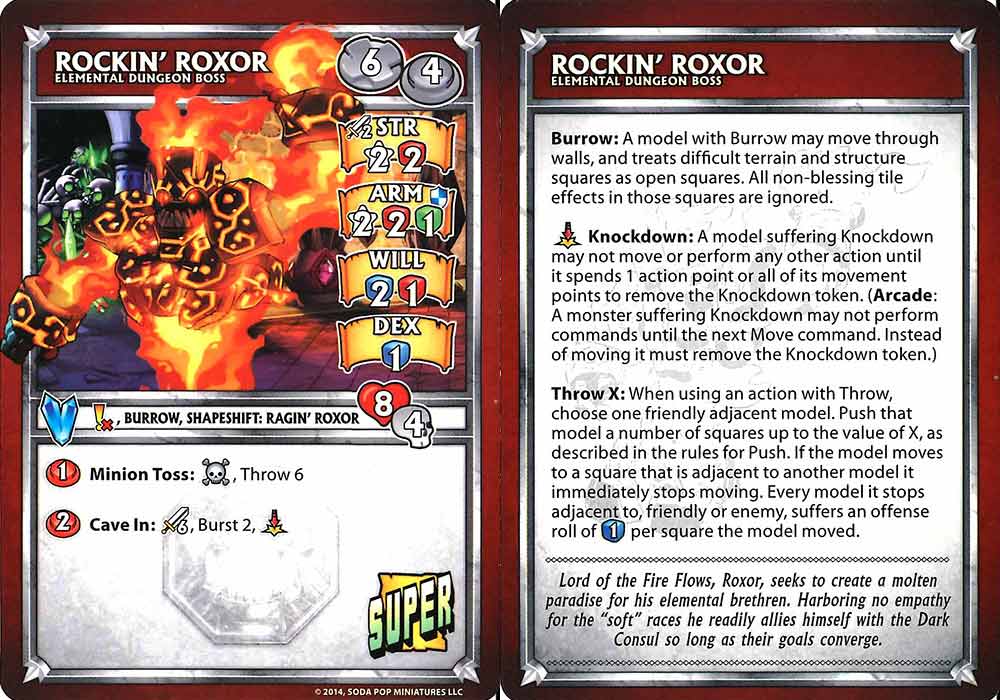 ROCKIN' ROXOR
ELEMENTAL DUNGEON BOSS
6
4
2 STR
2-2
ARM
2-2 1
WILL
2 1
DEX
1
8
, BURROW, SHAPESHIFT: RAGIN' ROXOR
4
1 Minion Toss: , Throw 6
2 Cave In: 6, Burst 2,
SUPER
© 2014, SODA POP MINIATURES LLC
ROCKIN' ROXOR
ELEMENTAL DUNGEON BOSS
Burrow: A model with Burrow may move through
walls, and treats difficult terrain and structure
squares as open squares. All non-blessing tile
effects in those squares are ignored.
Knockdown: A model suffering Knockdown
may not move or perform any other action until
it spends 1 action point or all of its movement
points to remove the Knockdown token. (Arcade:
A monster suffering Knockdown may not perform
commands until the next Move command. Instead
of moving it must remove the Knockdown token.)
Throw X: When using an action with Throw,
choose one friendly adjacent model. Push that
model a number of squares up to the value of X, as
described in the rules for Push. If the model moves
to a square that is adjacent to another model it
immediately stops moving. Every model it stops
adjacent to, friendly or enemy, suffers an offense
roll of 1 per square the model moved.
Lord of the Fire Flows, Roxor, seeks to create a molten
paradise for his elemental brethren. Harboring no empathy
for the "soft" races he readily allies himself with the Dark
Consul so long as their goals converge.